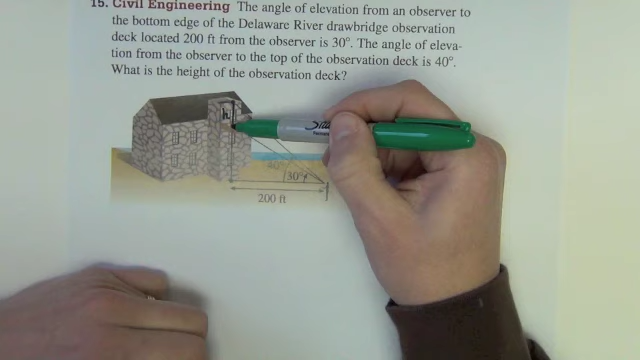 15. Civil Engineering The angle of elevation from an observer to
the bottom edge of the Delaware River drawbridge observation
deck located 200 ft from the observer is 30°. The angle of eleva-
tion from the observer to the top of the observation deck is 40°.
What is the height of the observation deck?
h
40°
30°
200 ft